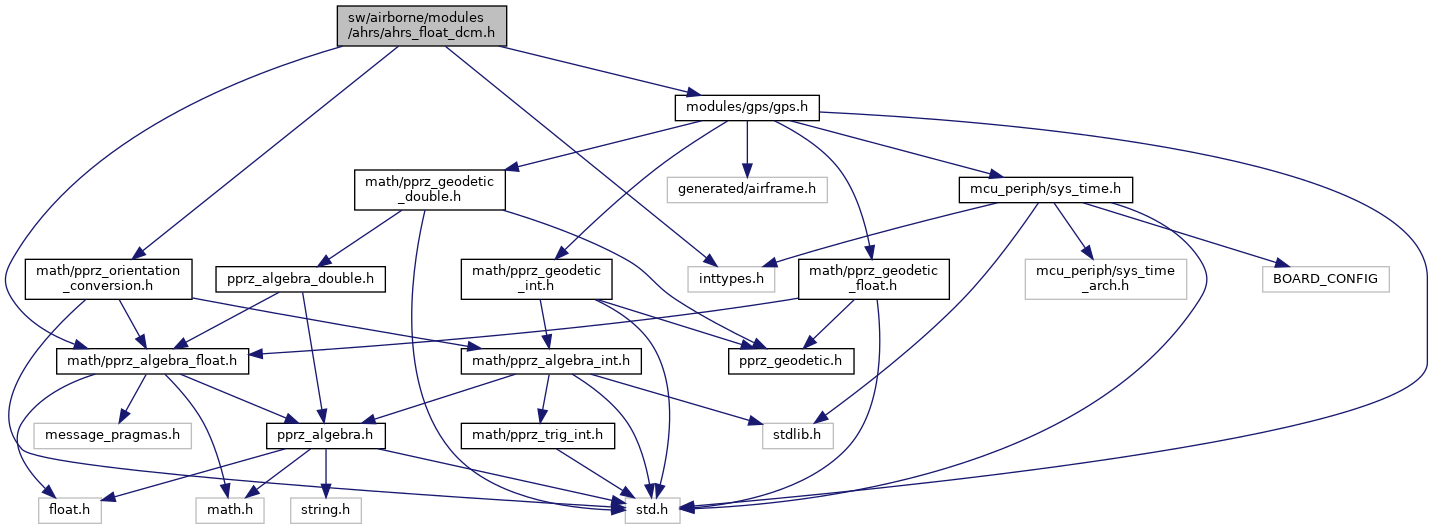 sw/airborne/modules
/ahrs/ahrs_float_dcm.h
modules/gps/gps.h
math/pprz_geodetic
_double.h
generated/airframe.h
mcu_periph/sys_time.h
math/pprz_orientation
_conversion.h
pprz_algebra_double.h
math/pprz_geodetic
_int.h
inttypes.h
math/pprz_geodetic
_float.h
mcu_periph/sys_time
_arch.h
BOARD_CONFIG
math/pprz_algebra_float.h
math/pprz_algebra_int.h
pprz_geodetic.h
message_pragmas.h
pprz_algebra.h
math/pprz_trig_int.h
stdlib.h
float.h
math.h
string.h
std.h